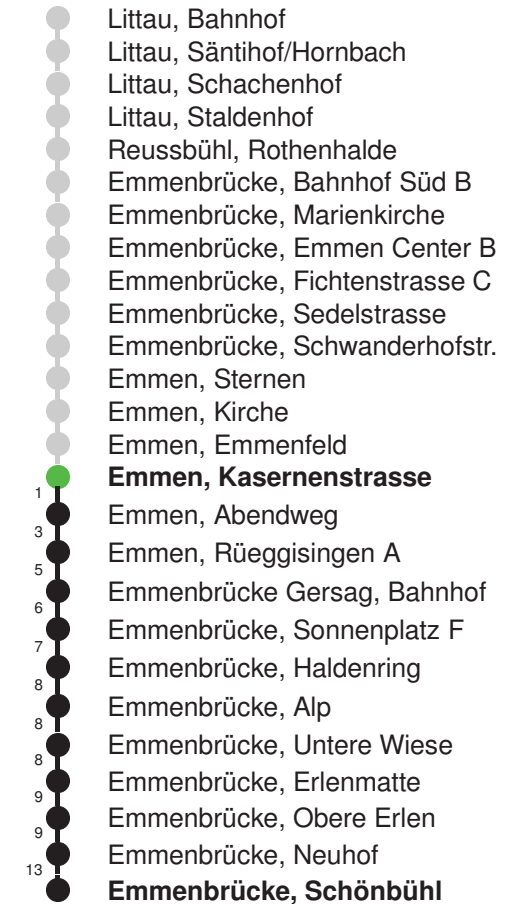 Littau, Bahnhof
Littau, Säntihof/Hornbach
Littau, Schachenhof
Littau, Staldenhof
Reussbühl, Rothenhalde
Emmenbrücke, Bahnhof Süd B
Emmenbrücke, Marienkirche
Emmenbrücke, Emmen Center B
Emmenbrücke, Fichtenstrasse C
Emmenbrücke, Sedelstrasse
Emmenbrücke, Schwanderhofstr.
Emmen, Sternen
Emmen, Kirche
Emmen, Emmenfeld
Emmen, Kasernenstrasse
1 Emmen, Abendweg
3 Emmen, Rüeggisingen A
5 Emmenbrücke Gersag, Bahnhof
6 Emmenbrücke, Sonnenplatz F
7 Emmenbrücke, Haldenring
8 Emmenbrücke, Alp
8 Emmenbrücke, Untere Wiese
8 Emmenbrücke, Erlenmatte
9 Emmenbrücke, Obere Erlen
9 Emmenbrücke, Neuhof
13 Emmenbrücke, Schönbühl